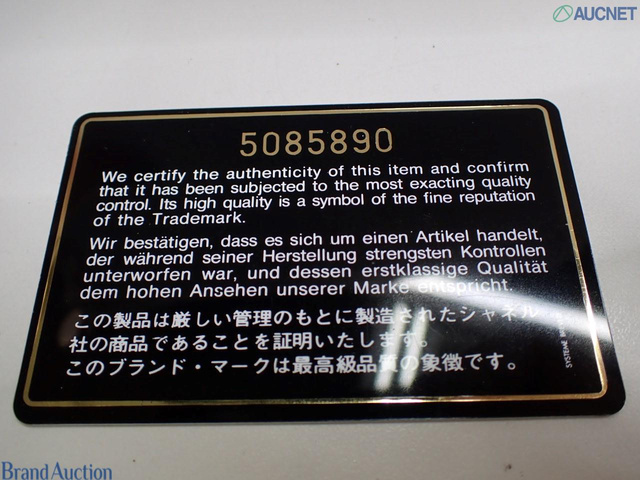 AUCNET
5085890
We certify the authenticity of this item and confirm
that it has been subjected to the most exacting quality
control. Its high quality is a symbol of the fine reputation
of the Trademark.
Wir bestätigen, dass es sich um einen Artikel handelt,
der während seiner Herstellung strengsten Kontrollen
unterworfen war, und dessen erstklassige Qualität
dem hohen Ansehen unserer Marke entspricht.
この製品は厳しい管理のもとに製造されたシャネル
社の商品であることを証明いたします。
このブランド・マークは最高級品質の象徴です。
SYSTEME
Brand Auction